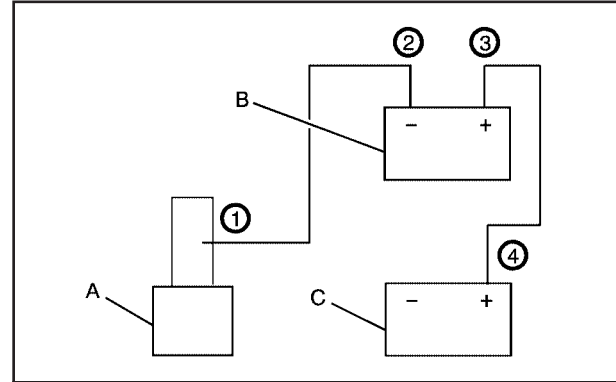 ② ③
B
− +
①
④
A
C
− +